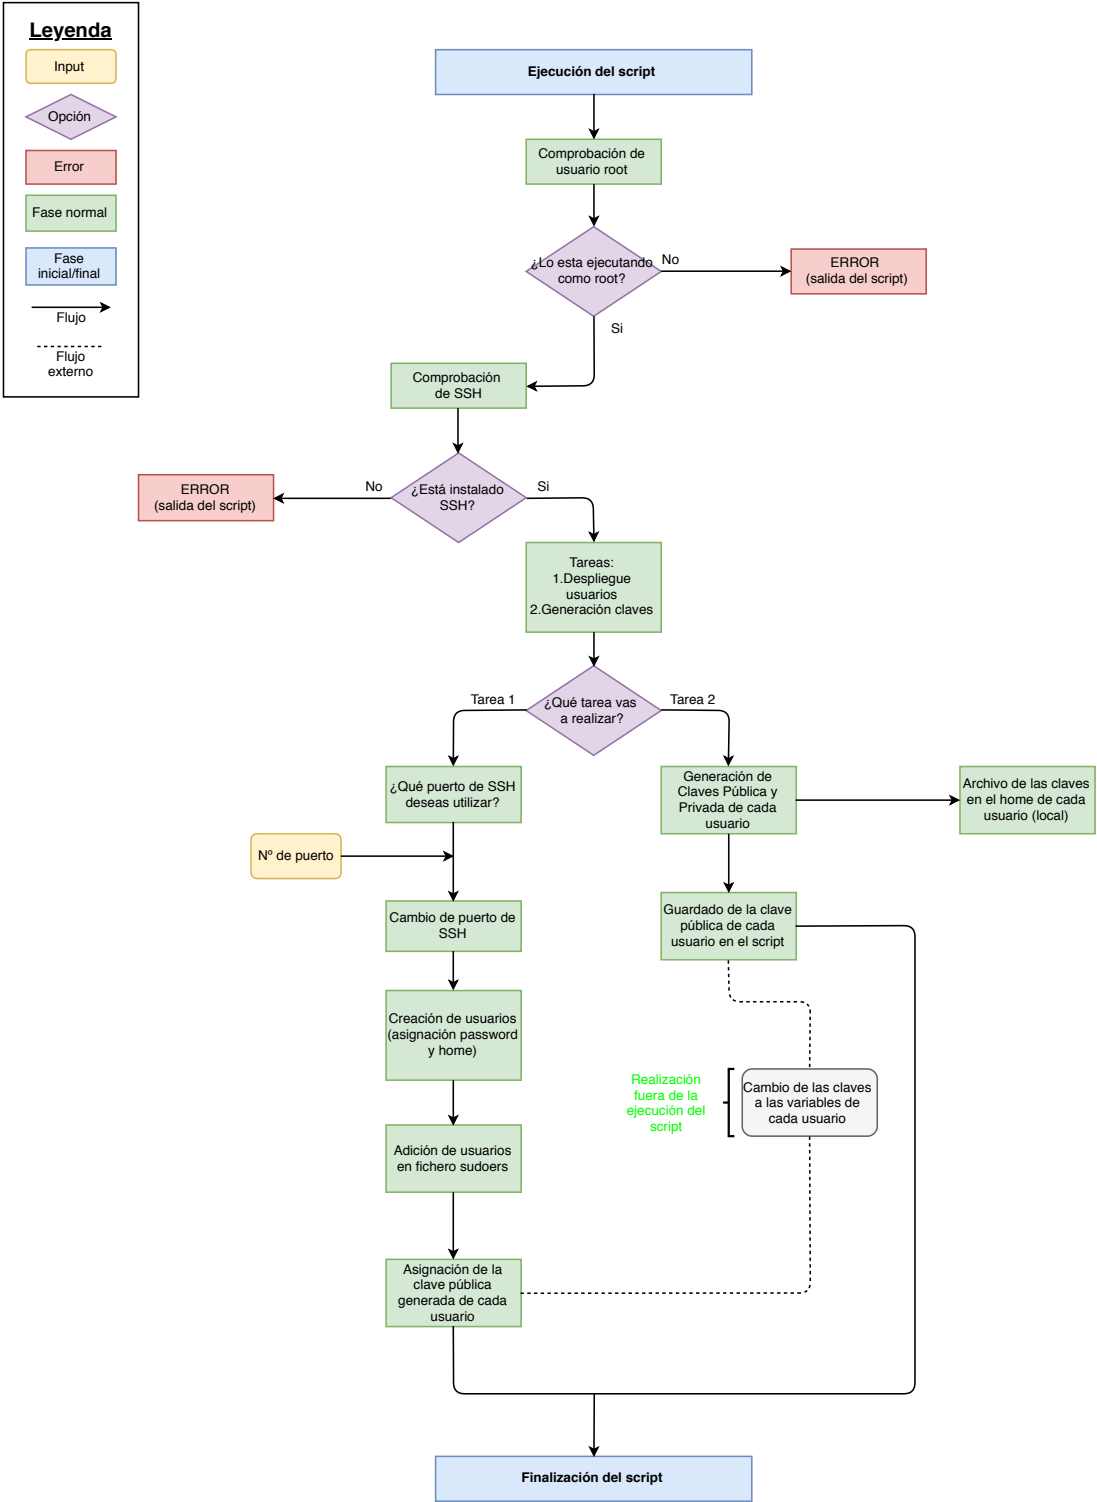 Leyenda
Input
Opción
Error
Fase normal
Fase
inicial/final
Flujo
Flujo
externo
Ejecución del script
Comprobación de
usuario root
¿Lo esta ejecutando
como root?
No
ERROR
(salida del script)
Si
Comprobación
de SSH
¿Está instalado
SSH?
No
ERROR
(salida del script)
Si
Tareas:
1.Despliegue
usuarios
2.Generación claves
¿Qué tarea vas
a realizar?
Tarea 1
Tarea 2
¿Qué puerto de SSH
deseas utilizar?
Generación de
Claves Pública y
Privada de cada
usuario
Archivo de las claves
en el home de cada
usuario (local)
Nº de puerto
Cambio de puerto de
SSH
Guardado de la clave
pública de cada
usuario en el script
Creación de usuarios
(asignación password
y home)
Realización
fuera de la
ejecución del
script
Cambio de las claves
a las variables de
cada usuario
Adición de usuarios
en fichero sudoers
Asignación de la
clave pública
generada de cada
usuario
Finalización del script